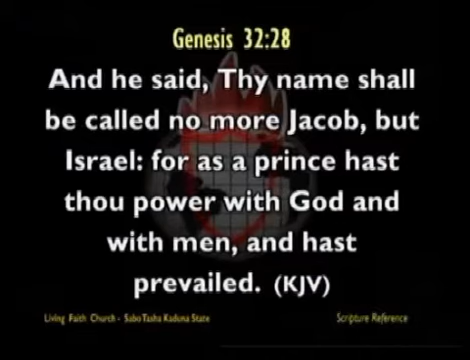 Genesis 32:28
And he said, Thy name shall
be called no more Jacob, but
Israel: for as a prince hast
thou power with God and
with men, and hast
prevailed. (KJV)
Living Faith Church - Sabo Tasha Kaduna State
Scripture Reference